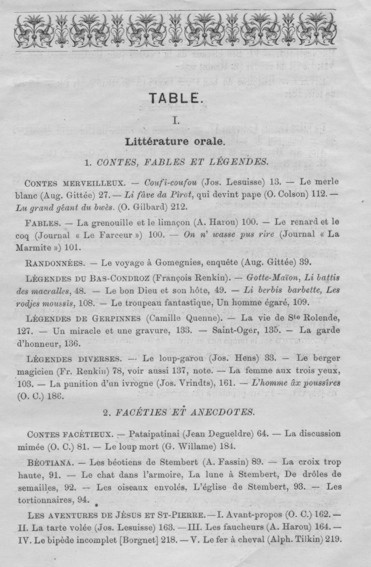 TABLE.
I.
Littérature orale.
1. CONTES, FABLES ET LÉGENDES.
CONTES MERVEILLEUX. — Coufi-coufou (Jos. Lesuisse) 13. — Le merle
blanc (Aug. Gittée) 27. — Li fâve da Pirot, qui devint pape (O. Colson) 112. —
Lu grand géant du bwès. (O. Gilbard) 212.
FABLES. — La grenouille et le limaçon (A. Harou) 100. — Le renard et le
coq (Journal « Le Farceur ») 100. — On n' wasse pus rire (Journal « La
Marmite ») 101.
RANDONNÉES. — Le voyage à Gomegnies, enquête (Aug. Gittée) 39.
LÉGENDES DU BAS-CONDROZ (François Renkin). — Gotte-Maïon, Li battis
des macralles, 48. — Le bon Dieu et son hôte, 49. — Li berbis barbette, Les
rodjes moussis, 108. — Le troupeau fantastique, Un homme égaré, 109.
LÉGENDES DE GERPINNES (Camille Quenne). — La vie de Ste Rolende,
127. — Un miracle et une gravure, 133. — Saint-Oger, 135. — La garde
d'honneur, 136.
LÉGENDES DIVERSES. — Le loup-garou (Jos. Hens) 33. — Le berger
magicien (Fr. Renkin) 78, voir aussi 137, note. — La femme aux trois yeux,
103. — La punition d'un ivrogne (Jos. Vrindts), 161. — L'homme âx poussîres
(O. C.) 186.
2. FACÉTIES ET ANECDOTES.
CONTES FACÉTIEUX. — Pataipatinai (Jean Degueldre) 64. — La discussion
mimée (O. C.) 81. — Le loup mort (G. Willame) 184.
BÉOTIANA. — Les béotiens de Stembert (A. Fassin) 89. — La croix trop
haute, 91. — Le chat dans l'armoire, La lune à Stembert, De drôles de
semailles, 92. — Les oiseaux envolés, L'église de Stembert, 93. — Les
tortionnaires, 94.
LES AVENTURES DE JÉSUS ET ST-PIERRE. — I. Avant-propos (O. C.) 162. —
II. La tarte volée (Jos. Lesuisse) 163. — III. Les faucheurs (A. Harou) 164. —
IV. Le bipède incomplet [Borgnet] 218. — V. Le fer à cheval (Alph. Tilkin) 219.